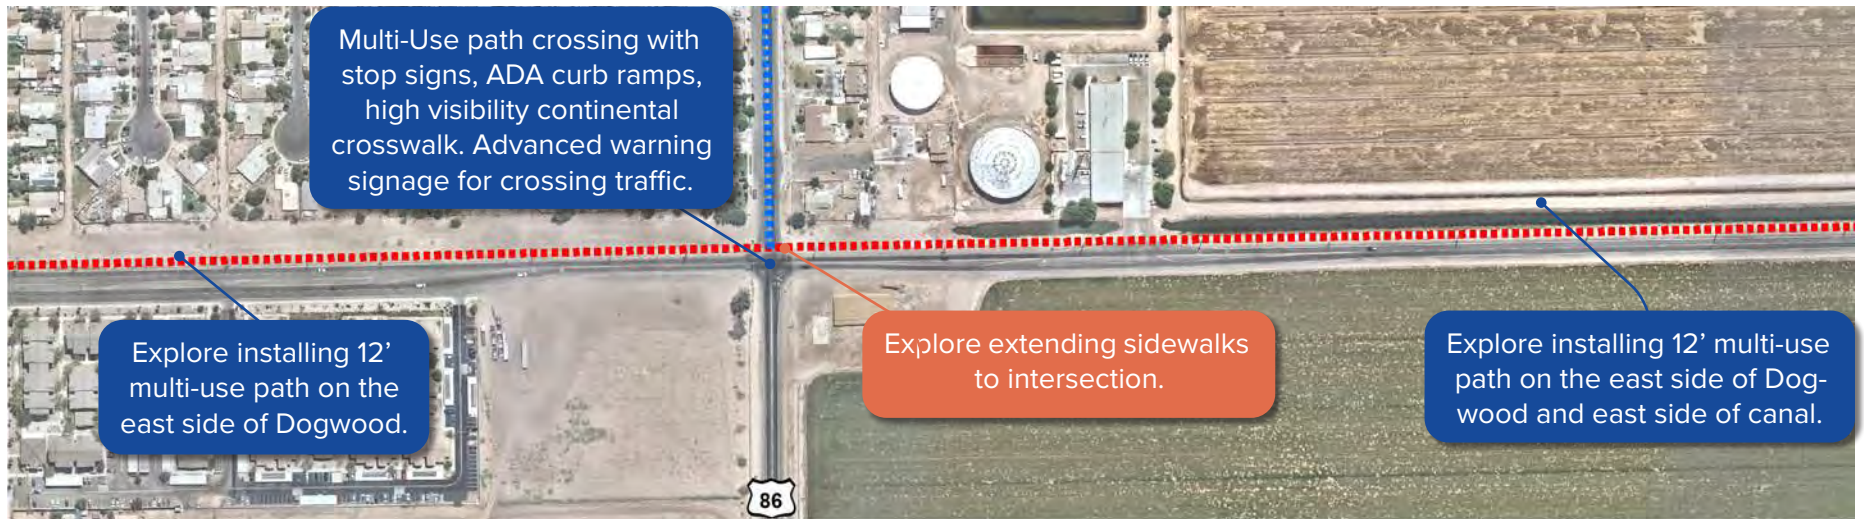 Multi-Use path crossing with
stop signs, ADA curb ramps,
high visibility continental
crosswalk. Advanced warning
signage for crossing traffic.
Explore installing 12’
multi-use path on the
east side of Dogwood.
Explore extending sidewalks
to intersection.
Explore installing 12’ multi-use
path on the east side of Dog-
wood and east side of canal.
86